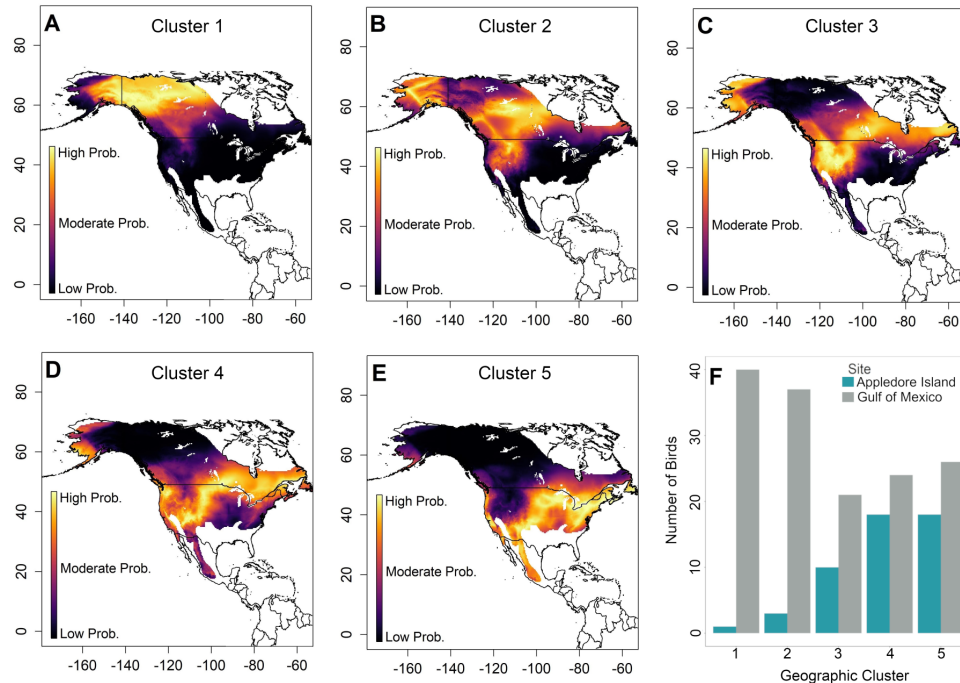 A
Cluster 1
80
60
40
20
0
High Prob.
Moderate Prob.
Low Prob.
-160 -140 -120 -100 -80 -60
B
Cluster 2
80
60
40
20
0
High Prob.
Moderate Prob.
Low Prob.
-160 -140 -120 -100 -80 -60
C
Cluster 3
80
60
40
20
0
High Prob.
Moderate Prob.
Low Prob.
-160 -140 -120 -100 -80 -60
D
Cluster 4
80
60
40
20
0
High Prob.
Moderate Prob.
Low Prob.
-160 -140 -120 -100 -80 -60
E
Cluster 5
80
60
40
20
0
High Prob.
Moderate Prob.
Low Prob.
-160 -140 -120 -100 -80 -60
F
Site
Appledore Island
Gulf of Mexico
Number of Birds
40
30
20
10
0
1 2 3 4 5
Geographic Cluster